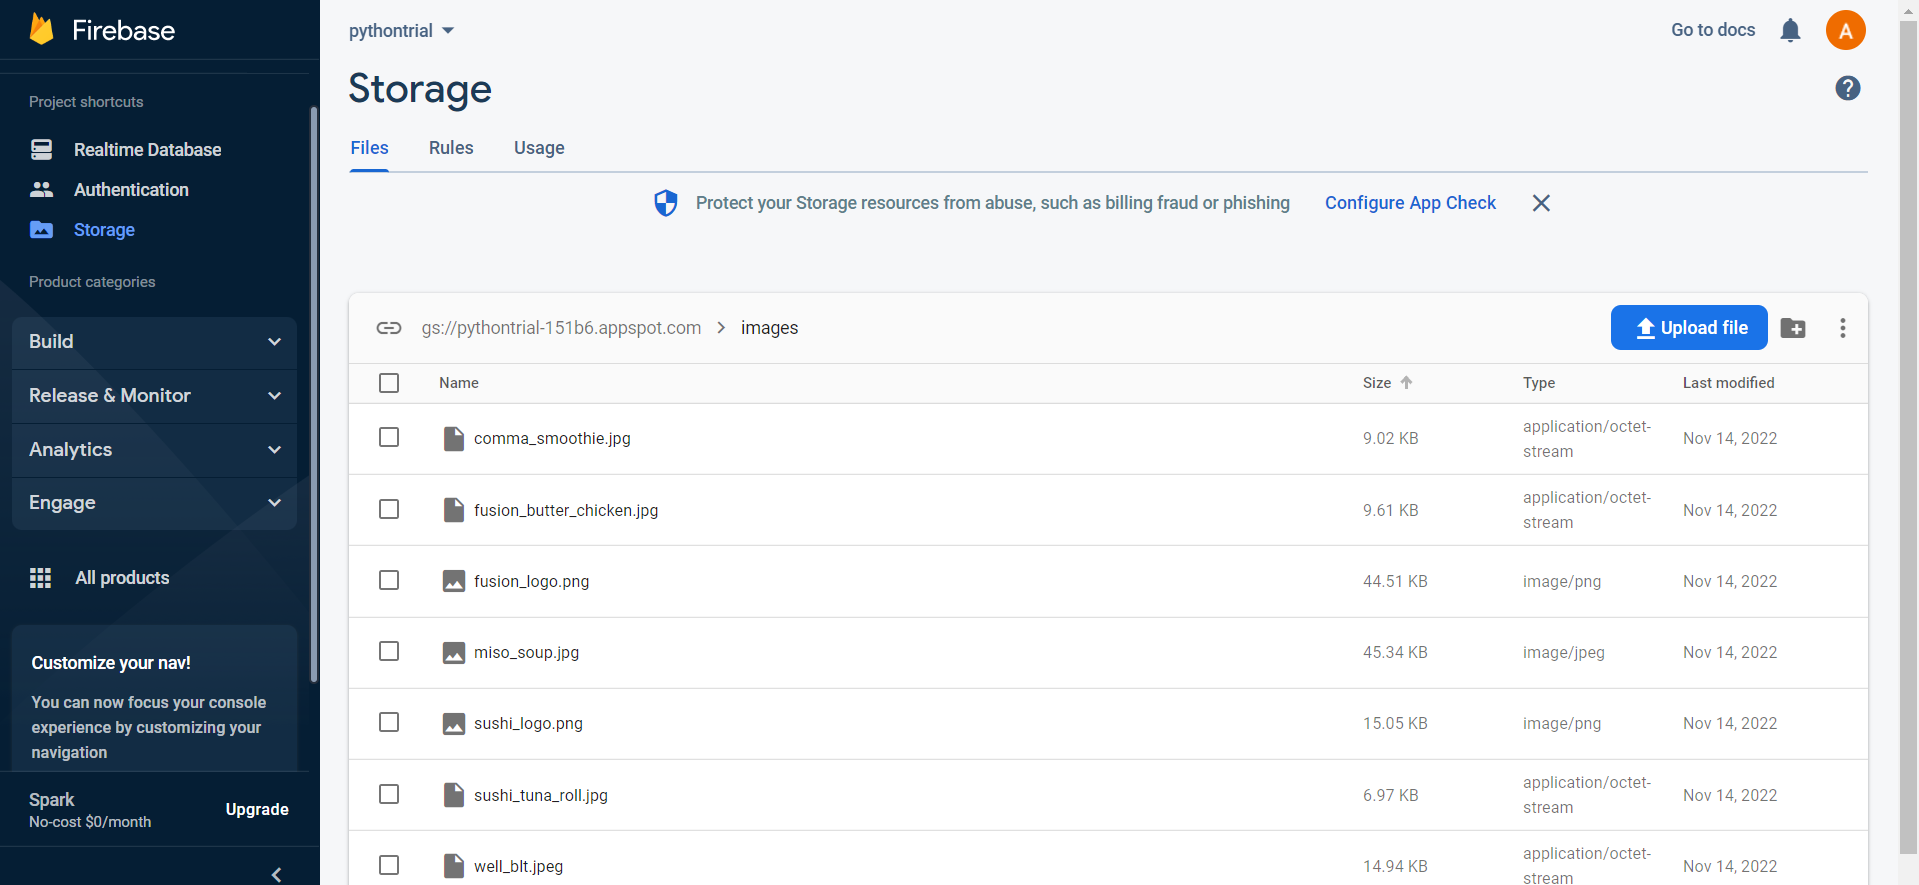 Firebase
Project shortcuts
Realtime Database
Authentication
Storage
Product categories
Build
Release & Monitor
Analytics
Engage
All products
Customize your nav!
You can now focus your console
experience by customizing your
navigation
Spark
No-cost $0/month
Upgrade
pythontrial
Go to docs
A
Storage
?
Files Rules Usage
Protect your Storage resources from abuse, such as billing fraud or phishing Configure App Check
gs://pythontrial-151b6.appspot.com > images
Upload file
Name Size Type Last modified
comma_smoothie.jpg 9.02 KB application/octet-stream Nov 14, 2022
fusion_butter_chicken.jpg 9.61 KB application/octet-stream Nov 14, 2022
fusion_logo.png 44.51 KB image/png Nov 14, 2022
miso_soup.jpg 45.34 KB image/jpeg Nov 14, 2022
sushi_logo.png 15.05 KB image/png Nov 14, 2022
sushi_tuna_roll.jpg 6.97 KB application/octet-stream Nov 14, 2022
well_blt.jpeg 14.94 KB application/octet-stream Nov 14, 2022